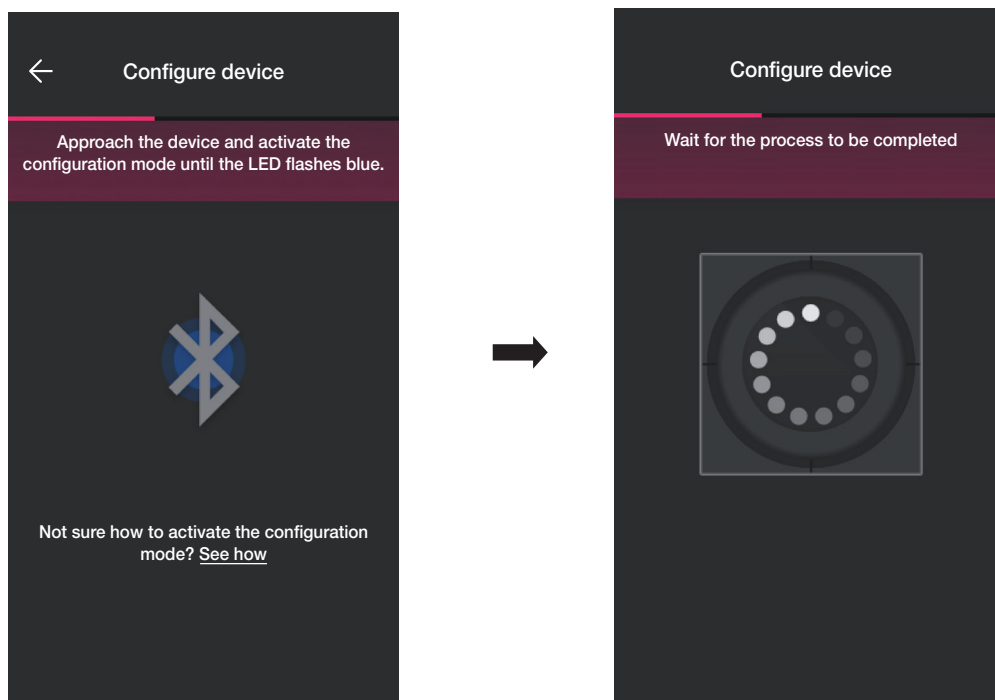 Configure device
Approach the device and activate the
configuration mode until the LED flashes blue.
Not sure how to activate the configuration
mode? See how
Configure device
Wait for the process to be completed